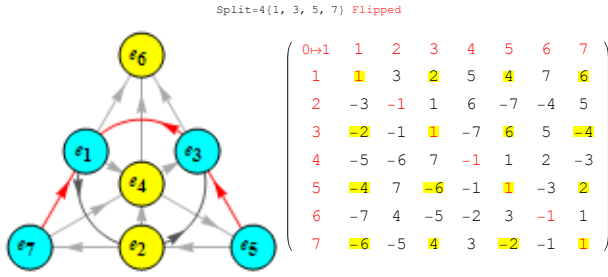 Split=4{1, 3, 5, 7} Flipped
e6
e1
e3
e4
e7
e2
e5
0↦1 1 2 3 4 5 6 7
1 1 3 2 5 4 7 6
2 -3 -1 1 6 -7 -4 5
3 -2 -1 1 -7 6 5 -4
4 -5 -6 7 -1 1 2 -3
5 -4 7 -6 -1 1 -3 2
6 -7 4 -5 -2 3 -1 1
7 -6 -5 4 3 -2 -1 1